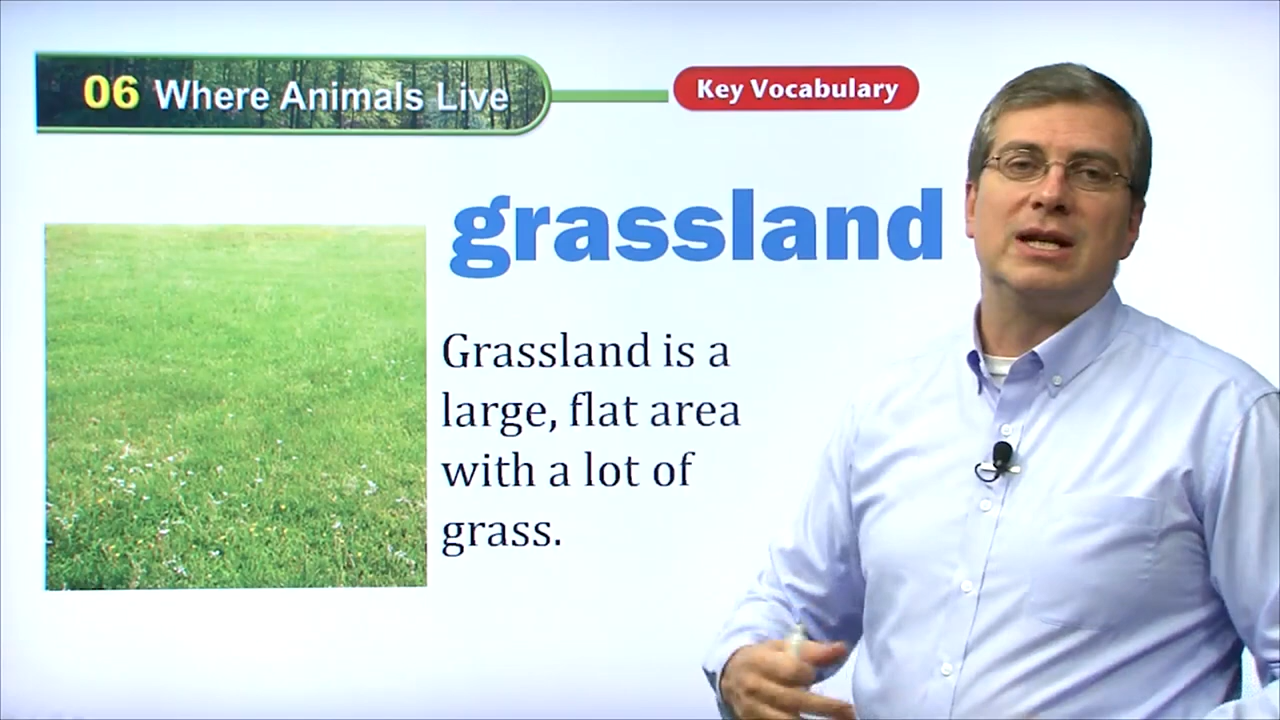 06 Where Animals Live
Key Vocabulary
grassland
Grassland is a
large, flat area
with a lot of
grass.